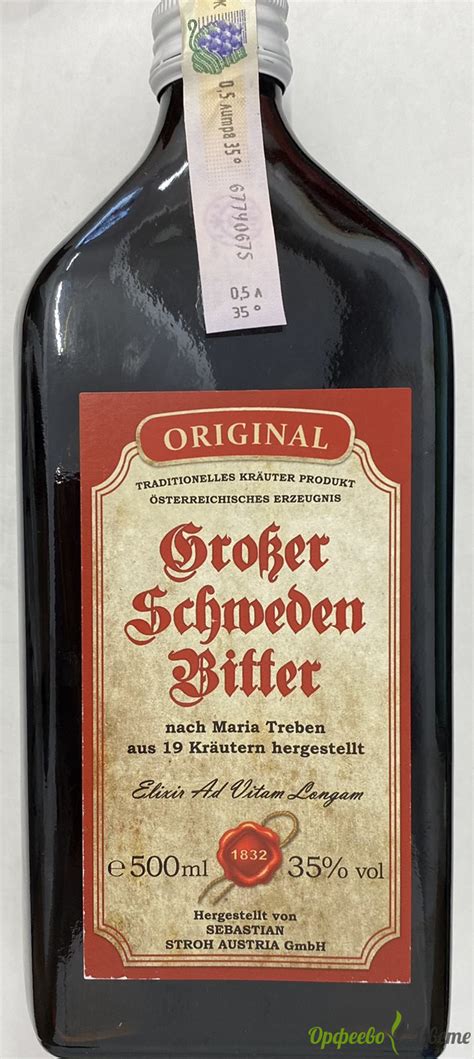 0,5 литра 35°
67740675
0,5 л
35°
ORIGINAL
TRADITIONELLES KRÄUTER PRODUKT
ÖSTERREICHISCHES ERZEUGNIS
Großer
Schweden
Bitter
nach Maria Treben
aus 19 Kräutern hergestellt
Elixir Ad Vitam Longam
1832
℮ 500ml 35% vol
Hergestellt von
SEBASTIAN
STROH AUSTRIA GmbH
Орфеево